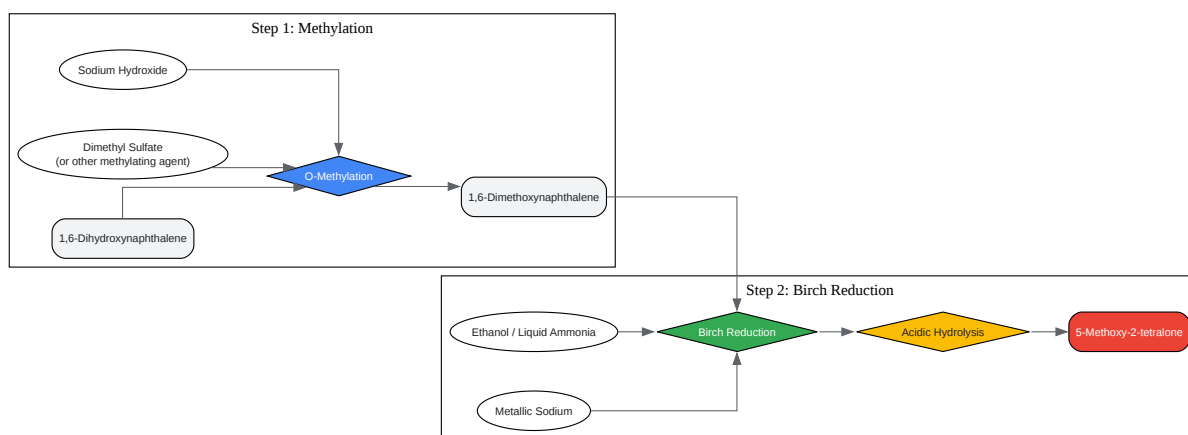 Step 1: Methylation
Sodium Hydroxide
Dimethyl Sulfate
(or other methylating agent)
O-Methylation
1,6-Dimethoxynaphthalene
1,6-Dihydroxynaphthalene
Step 2: Birch Reduction
Ethanol / Liquid Ammonia
Birch Reduction
Acidic Hydrolysis
5-Methoxy-2-tetralone
Metallic Sodium